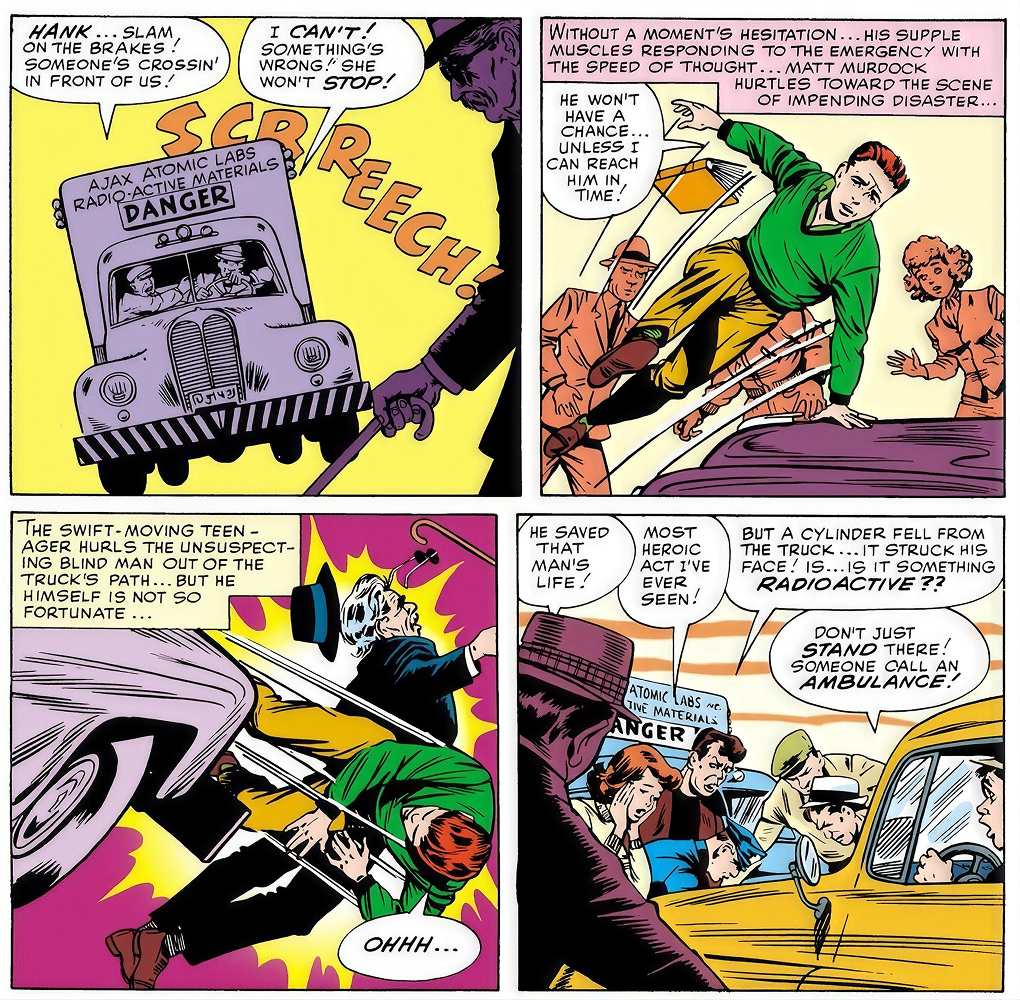 HANK... SLAM
ON THE BRAKES!
SOMEONE'S CROSSIN'
IN FRONT OF US!
I CAN'T!
SOMETHING'S
WRONG!" SHE
WON'T STOP!
SCRRREECH!
AJAX ATOMIC LABS
RADIO-ACTIVE MATERIALS
DANGER
WITHOUT A MOMENT'S HESITATION... HIS SUPPLE
MUSCLES RESPONDING TO THE EMERGENCY WITH
THE SPEED OF THOUGHT... MATT MURDOCK
HURTLES TOWARD THE SCENE
OF IMPENDING DISASTER...
HE WON'T
HAVE A
CHANCE...
UNLESS I
CAN REACH
HIM IN
TIME!
THE SWIFT-MOVING TEEN-
AGER HURLS THE UNSUSPECT-
ING BLIND MAN OUT OF THE
TRUCK'S PATH... BUT HE
HIMSELF IS NOT SO
FORTUNATE...
OHHH...
HE SAVED
THAT
MAN'S
LIFE!
MOST
HEROIC
ACT I'VE
EVER
SEEN!
BUT A CYLINDER FELL FROM
THE TRUCK... IT STRUCK HIS
FACE! IS... IS IT SOMETHING
RADIOACTIVE??
DON'T JUST
STAND THERE!
SOMEONE CALL AN
AMBULANCE!
ATOMIC LABS
TIVE MATERIALS
ANGER